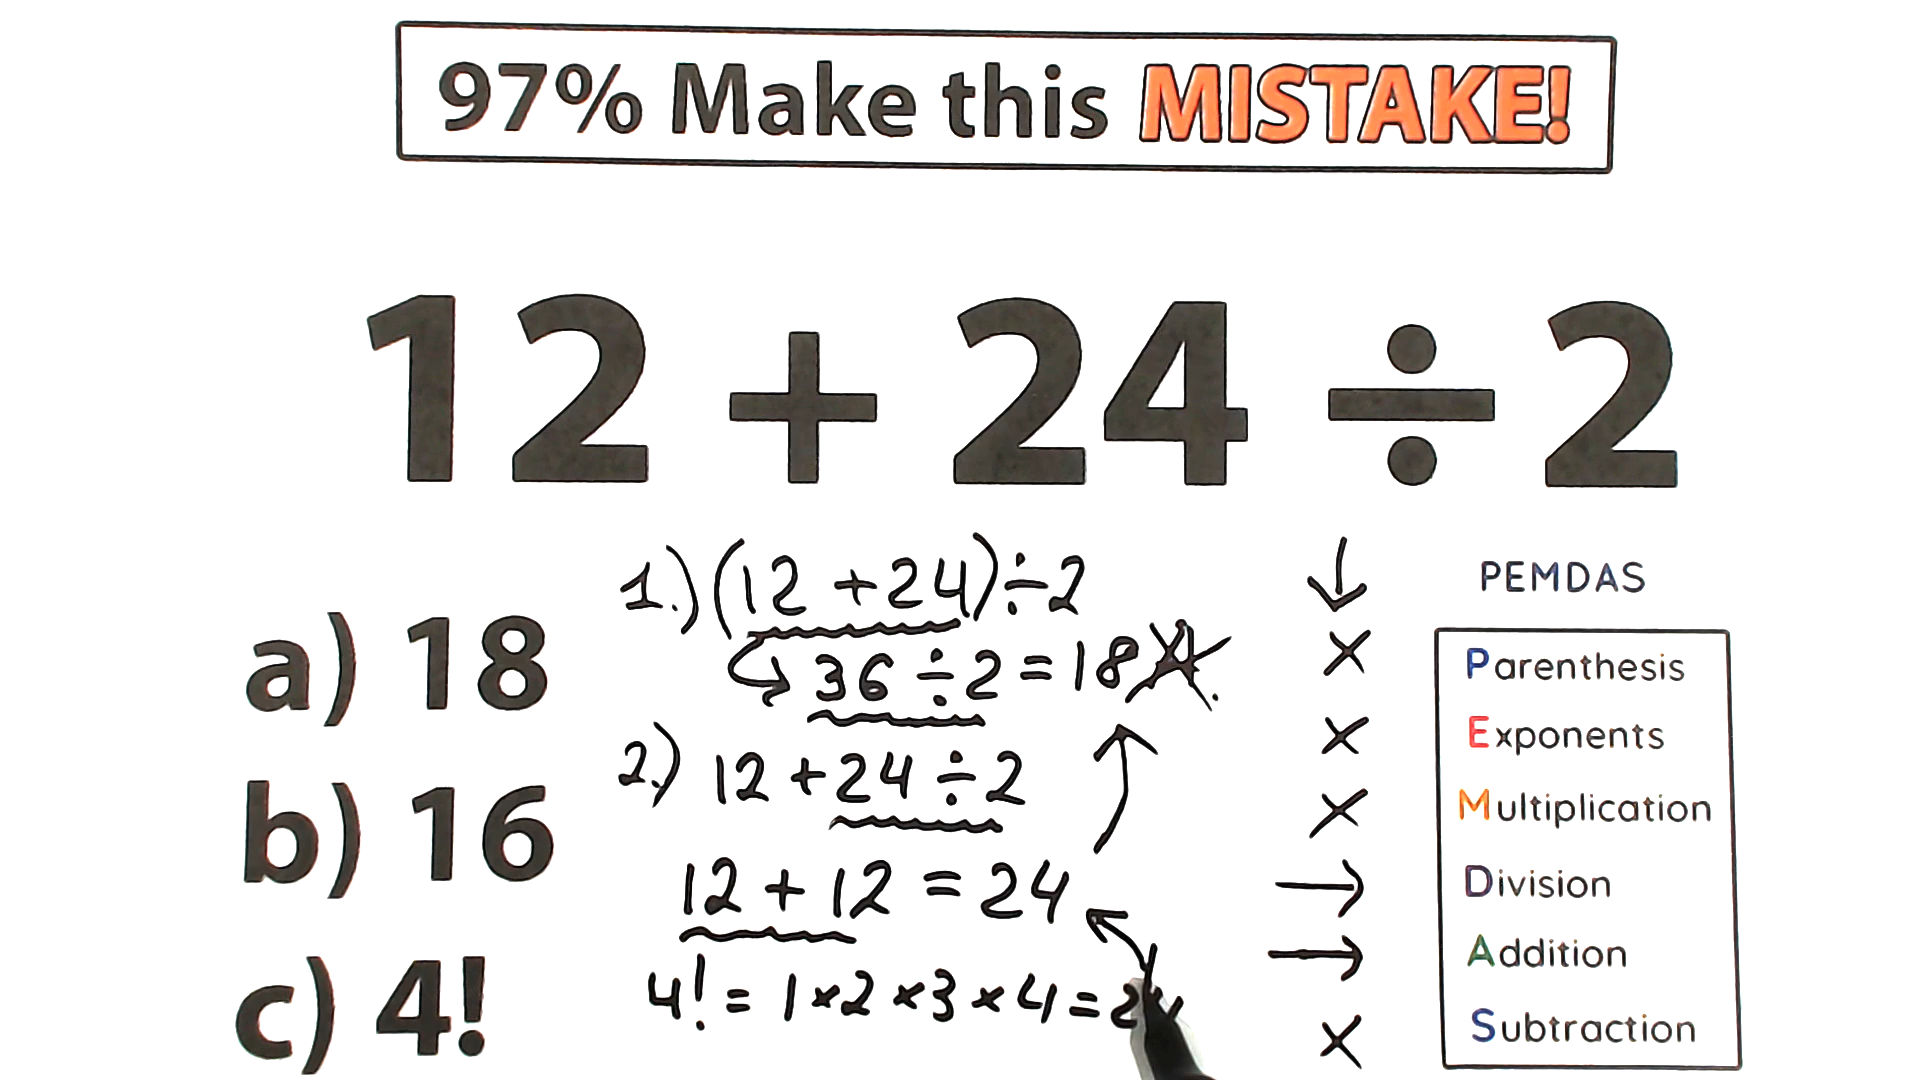 97% Make this MISTAKE!
12 + 24 ÷ 2
a) 18
b) 16
c) 4!
1.) (12 + 24) ÷ 2
36 ÷ 2 = 18
2.) 12 + 24 ÷ 2
12 + 12 = 24
4! = 1 × 2 × 3 × 4 = 24
PEMDAS
Parenthesis
Exponents
Multiplication
Division
Addition
Subtraction